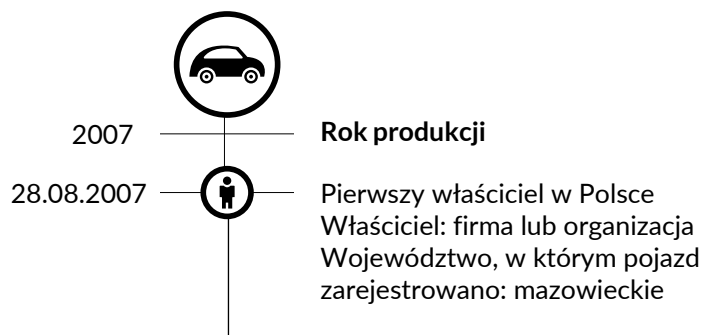 2007
Rok produkcji
28.08.2007
Pierwszy właściciel w Polsce
Właściciel: firma lub organizacja
Województwo, w którym pojazd
zarejestrowano: mazowieckie